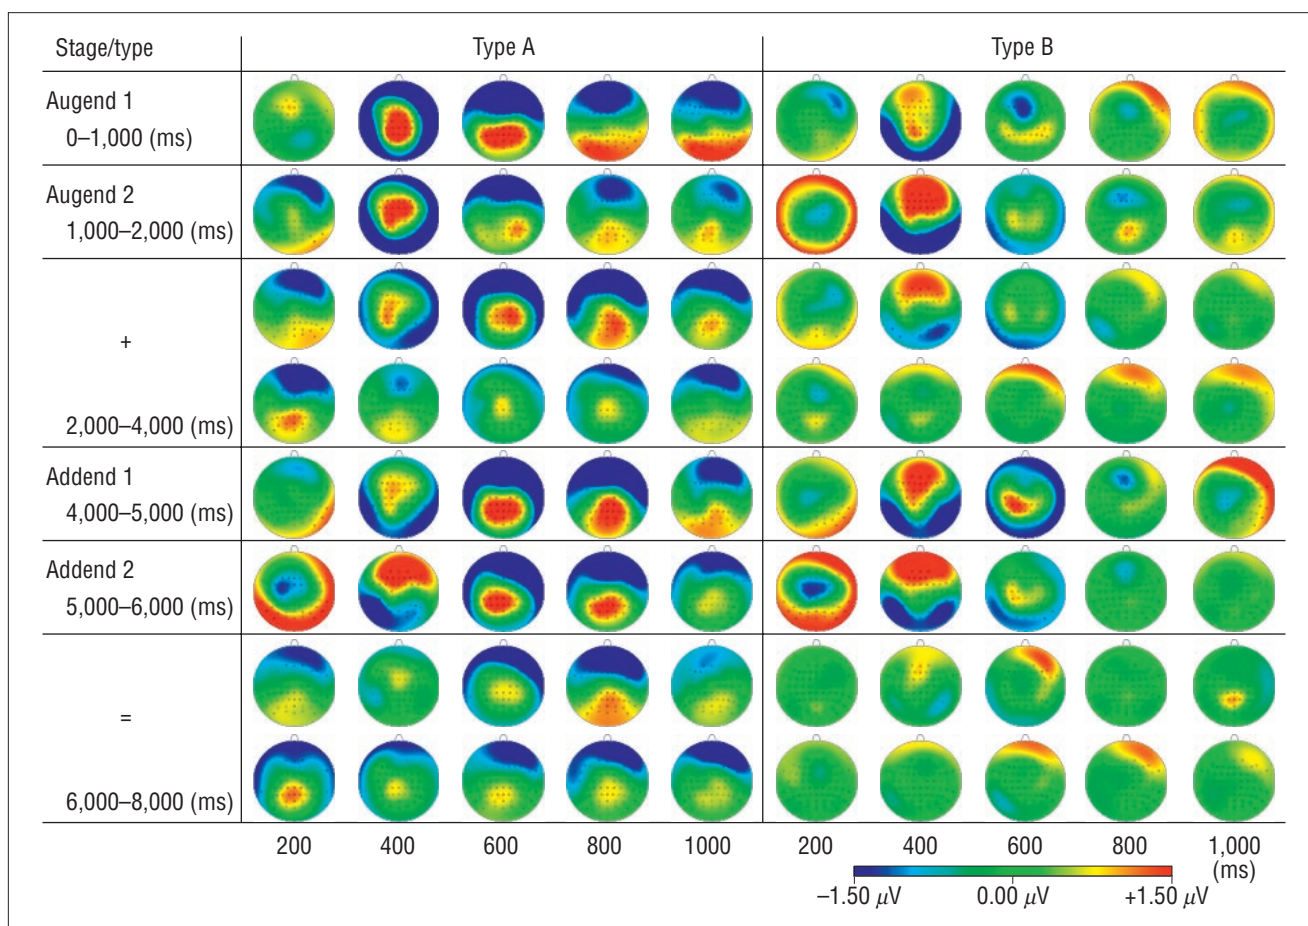 Stage/type Type A Type B
Augend 1
0–1,000 (ms)
Augend 2
1,000–2,000 (ms)
+
2,000–4,000 (ms)
Addend 1
4,000–5,000 (ms)
Addend 2
5,000–6,000 (ms)
=
6,000–8,000 (ms)
200 400 600 800 1000 200 400 600 800 1,000
(ms)
–1.50 μV 0.00 μV +1.50 μV